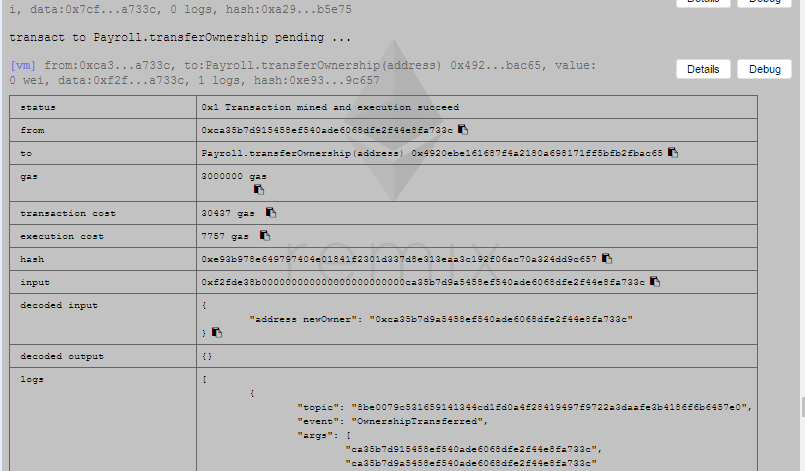 i, data:0x7cf...a733c, 0 logs, hash:0xa29...b5e75
Details Debug
transact to Payroll.transferOwnership pending ...
[vm] from:0xca3...a733c, to:Payroll.transferOwnership(address) 0x492...bac65, value:
0 wei, data:0xf2f...a733c, 1 logs, hash:0xe93...9c657
Details Debug
status 0x1 Transaction mined and execution succeed
from 0xca35b7d915458ef540ade6068dfe2f44e8fa733c
to Payroll.transferOwnership(address) 0x4920ebe161687f4a2180a698171ff5bfb2fbac65
gas 3000000 gas
transaction cost 30437 gas
execution cost 7757 gas
hash 0xe93b978e649797404e01841f2301d337d8e313eaa3c192f06ac70a324dd9c657
input 0xf2fde38b000000000000000000000000ca35b7d9a5458ef540ade6068dfe2f44e8fa733c
decoded input {
"address newOwner": "0xca35b7d9a5458ef540ade6068dfe2f44e8fa733c"
}
decoded output {}
logs [
{
"topic": "8be0079c531659141344cd1fd0a4f28419497f9722a3daafe3b4186f6b6457e0",
"event": "OwnershipTransferred",
"args": [
"ca35b7d915458ef540ade6068dfe2f44e8fa733c",
"ca35b7d9a5458ef540ade6068dfe2f44e8fa733c"
remix